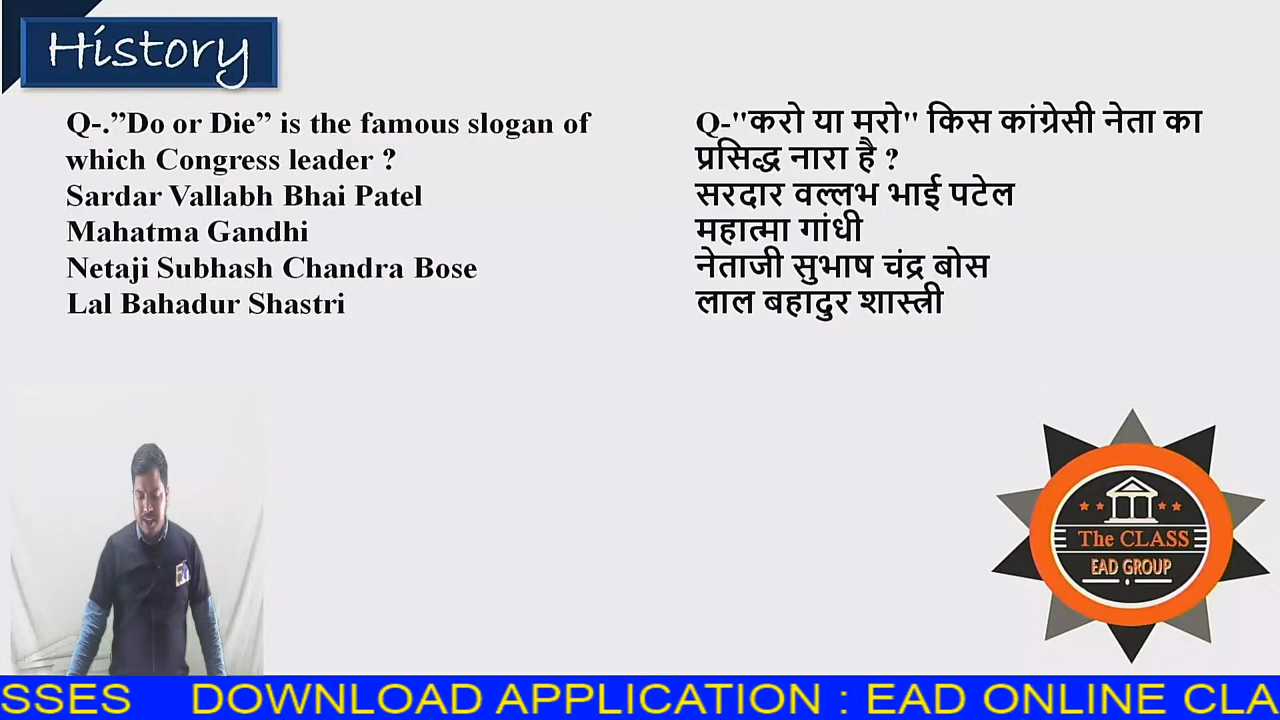 History
Q-.”Do or Die” is the famous slogan of
which Congress leader ?
Sardar Vallabh Bhai Patel
Mahatma Gandhi
Netaji Subhash Chandra Bose
Lal Bahadur Shastri
Q-"करो या मरो" किस कांग्रेसी नेता का
प्रसिद्ध नारा है ?
सरदार वल्लभ भाई पटेल
महात्मा गांधी
नेताजी सुभाष चंद्र बोस
लाल बहादुर शास्त्री
The CLASS
EAD GROUP
SSES DOWNLOAD APPLICATION : EAD ONLINE CLA